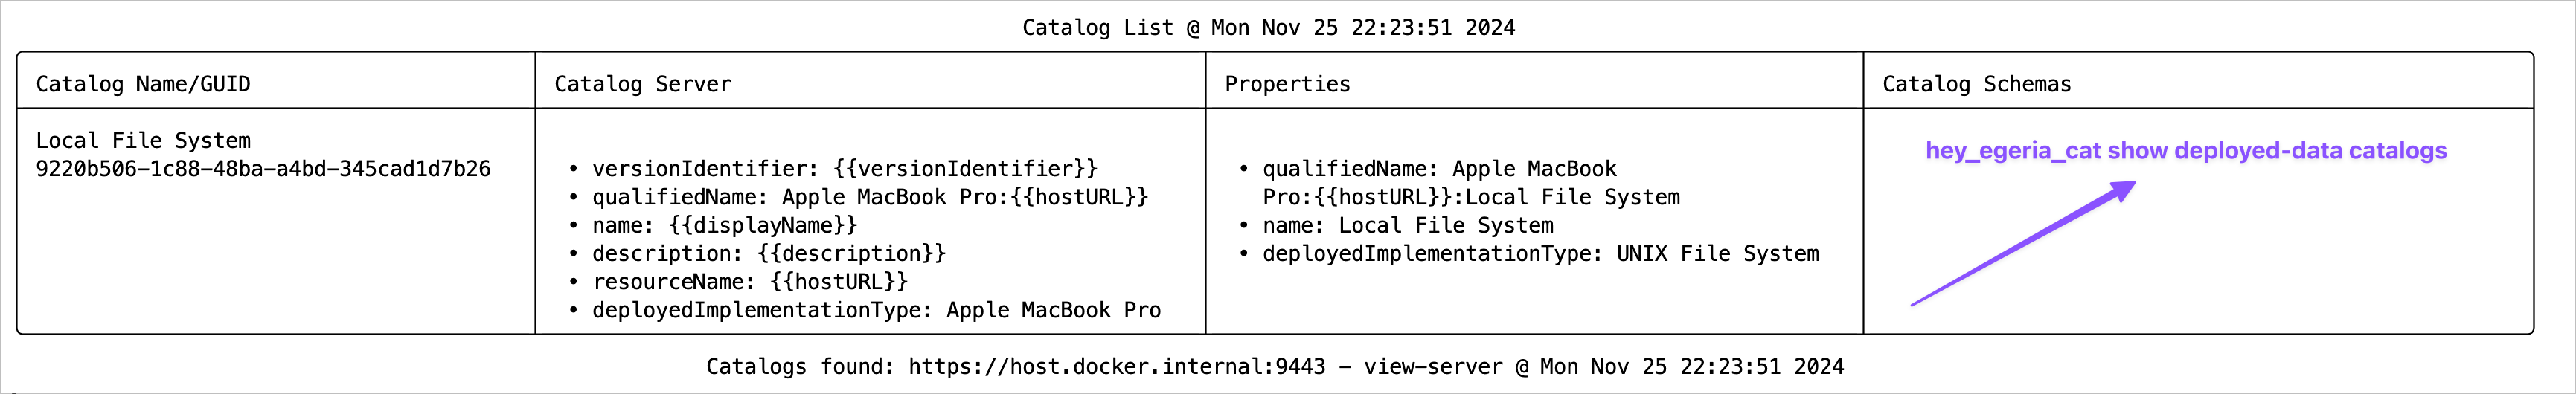 Catalog List @ Mon Nov 25 22:23:51 2024
Catalog Name/GUID
Catalog Server
Properties
Catalog Schemas
Local File System
9220b506-1c88-48ba-a4bd-345cad1d7b26
• versionIdentifier: {{versionIdentifier}}
• qualifiedName: Apple MacBook Pro:{{hostURL}}
• name: {{displayName}}
• description: {{description}}
• resourceName: {{hostURL}}
• deployedImplementationType: Apple MacBook Pro
• qualifiedName: Apple MacBook
Pro:{{hostURL}}:Local File System
• name: Local File System
• deployedImplementationType: UNIX File System
hey_egeria_cat show deployed-data catalogs
Catalogs found: https://host.docker.internal:9443 - view-server @ Mon Nov 25 22:23:51 2024